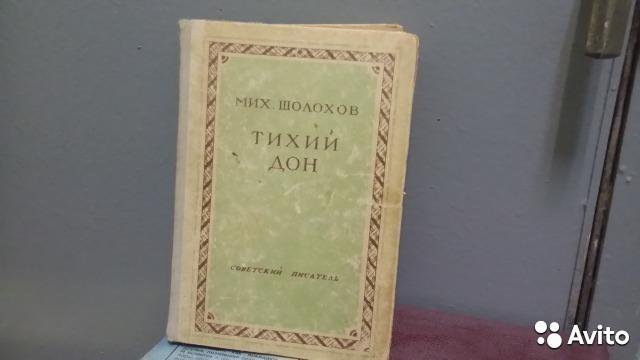 МИХ. ШОЛОХОВ
ТИХИЙ
ДОН
СОВЕТСКИЙ ПИСАТЕЛЬ
Avito